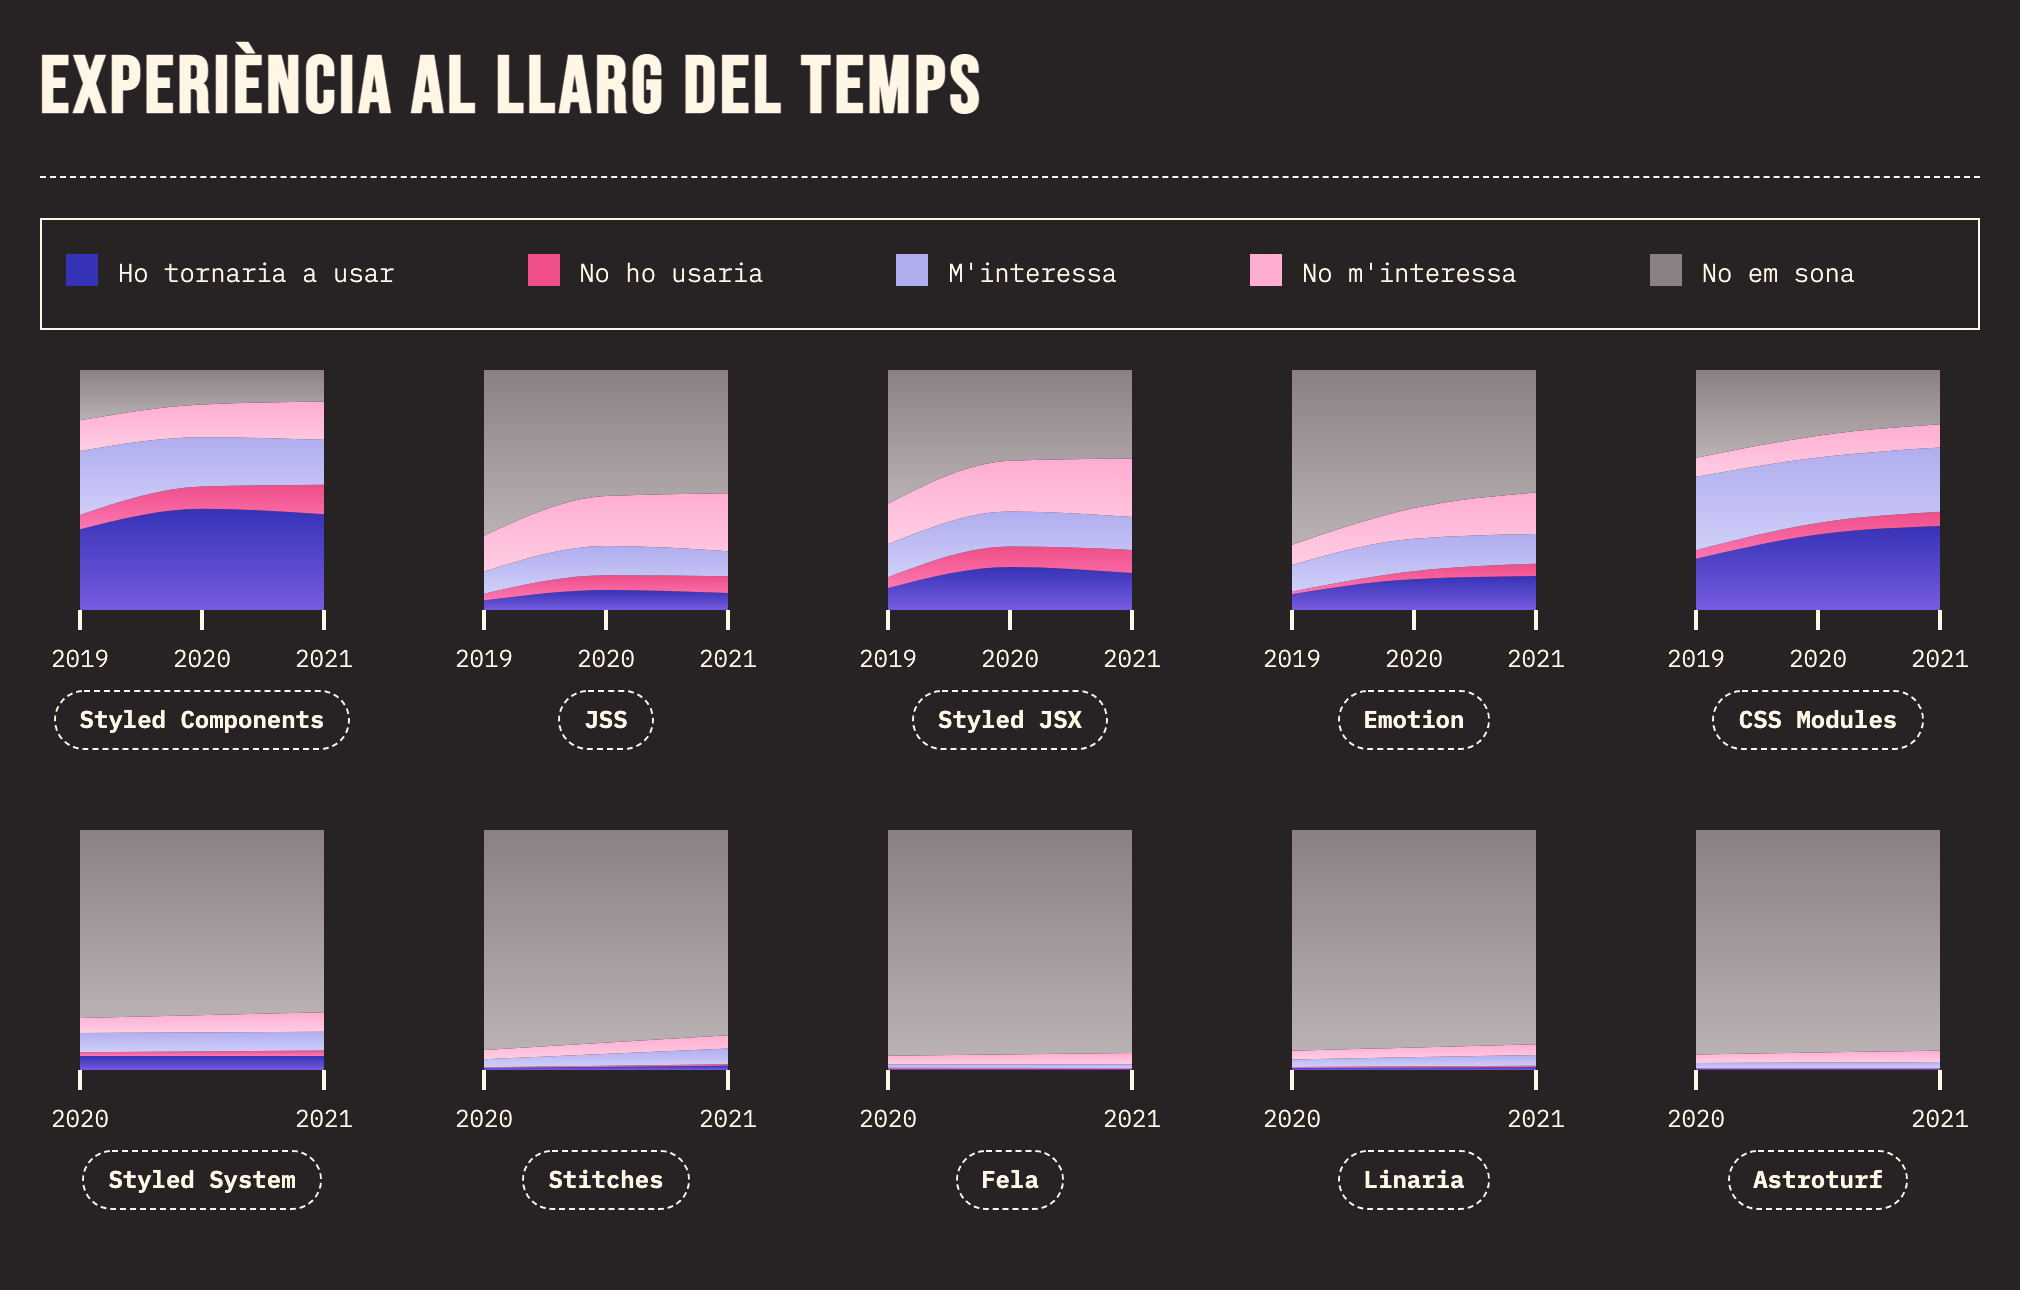 EXPERIÈNCIA AL LLARG DEL TEMPS
Ho tornaria a usar No ho usaria M'interessa No m'interessa No em sona
2019 2020 2021 2019 2020 2021 2019 2020 2021 2019 2020 2021 2019 2020 2021
Styled Components JSS Styled JSX Emotion CSS Modules
2020 2021 2020 2021 2020 2021 2020 2021 2020 2021
Styled System Stitches Fela Linaria Astroturf